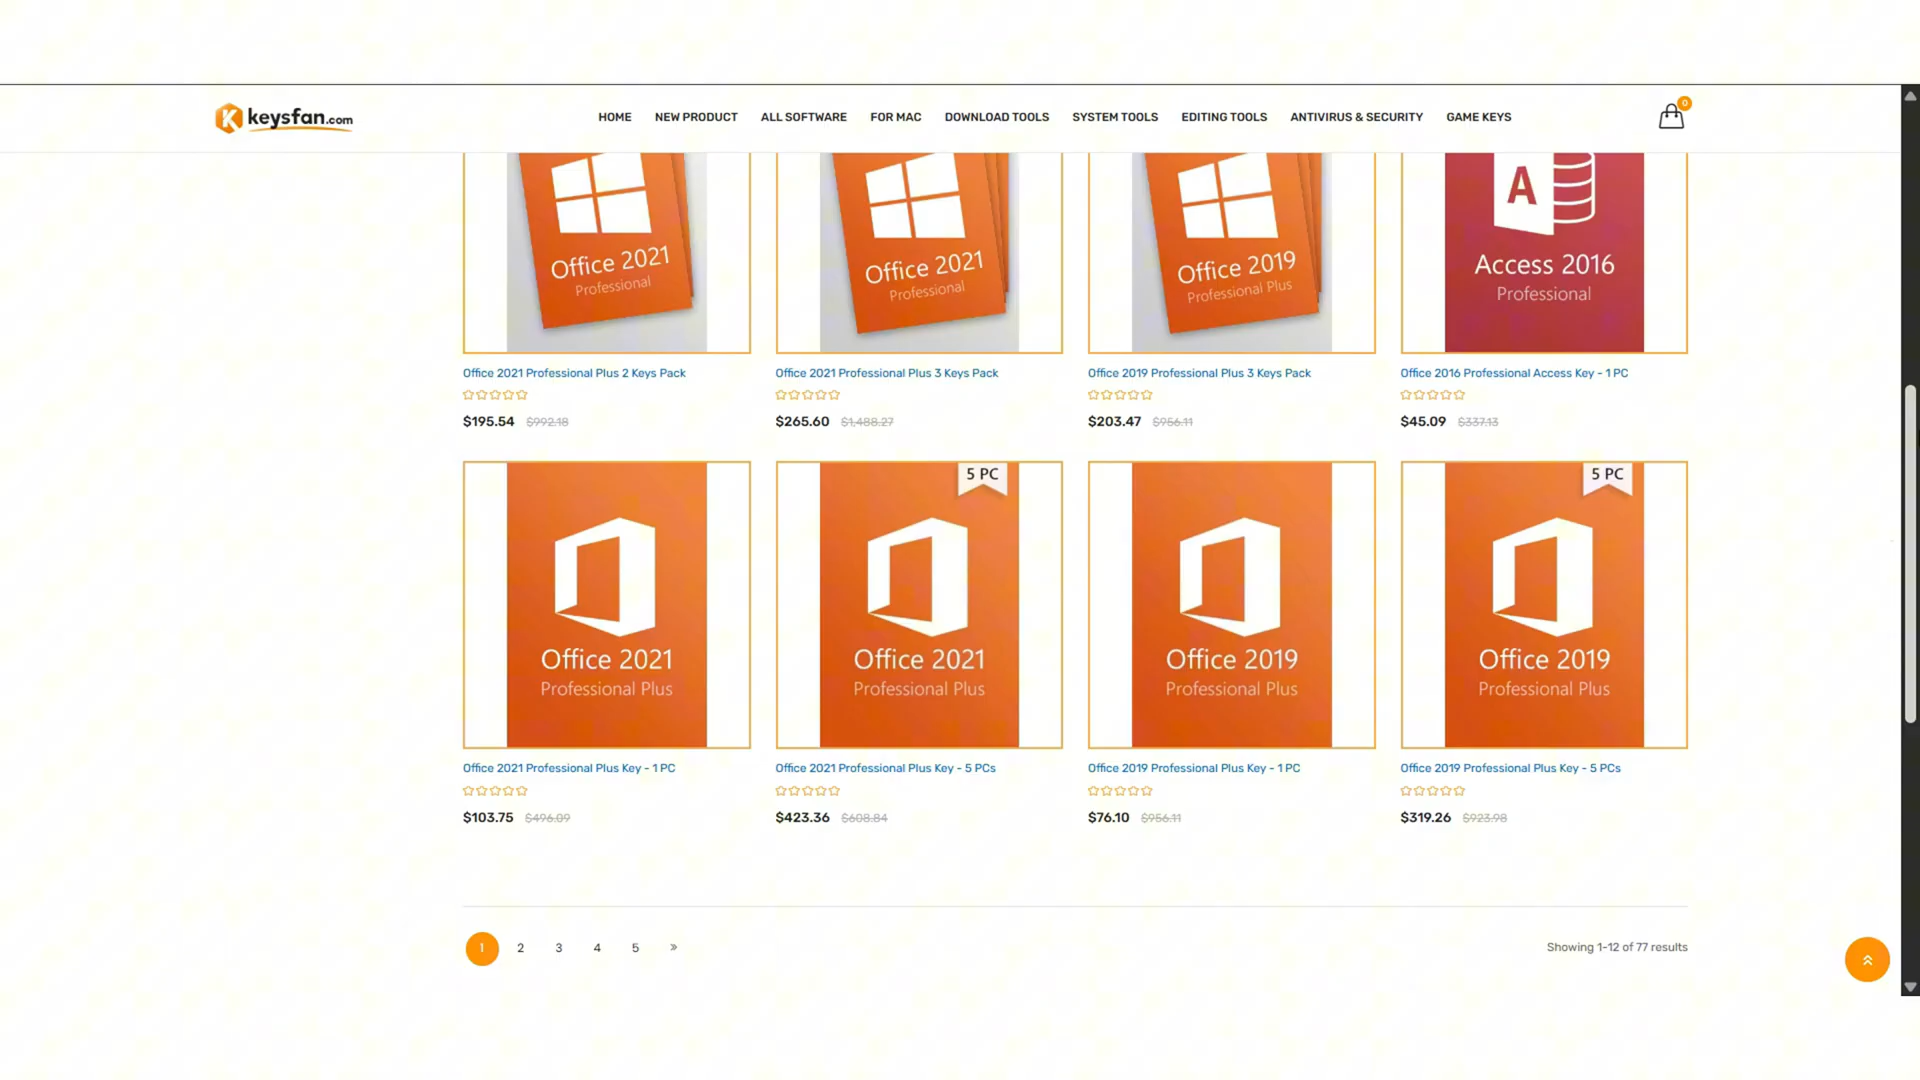 keysfan.com
HOME NEW PRODUCT ALL SOFTWARE FOR MAC DOWNLOAD TOOLS SYSTEM TOOLS EDITING TOOLS ANTIVIRUS & SECURITY GAME KEYS
0
Office 2021
Professional
Office 2021
Professional
Office 2019
Professional Plus
A
Access 2016
Professional
Office 2021 Professional Plus 2 Keys Pack
$195.54 $992.18
Office 2021 Professional Plus 3 Keys Pack
$265.60 $1,488.27
Office 2019 Professional Plus 3 Keys Pack
$203.47 $956.11
Office 2016 Professional Access Key - 1 PC
$45.09 $337.13
Office 2021
Professional Plus
5 PC
Office 2021
Professional Plus
Office 2019
Professional Plus
5 PC
Office 2019
Professional Plus
Office 2021 Professional Plus Key - 1 PC
$103.75 $496.09
Office 2021 Professional Plus Key - 5 PCs
$423.36 $608.84
Office 2019 Professional Plus Key - 1 PC
$76.10 $956.11
Office 2019 Professional Plus Key - 5 PCs
$319.26 $923.98
1 2 3 4 5 »
Showing 1-12 of 77 results